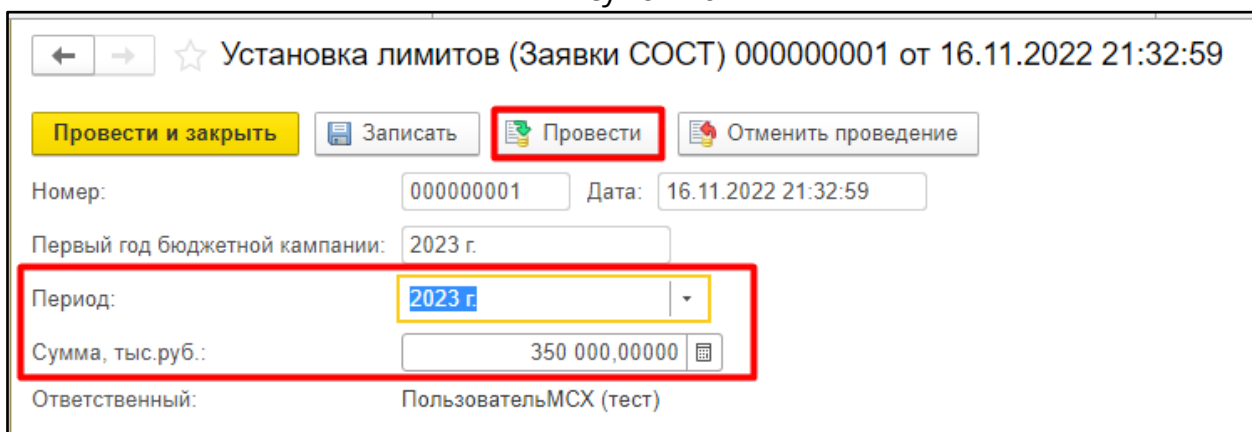 Установка лимитов (Заявки СОСТ) 000000001 от 16.11.2022 21:32:59
Провести и закрыть Записать Провести Отменить проведение
Номер: 000000001 Дата: 16.11.2022 21:32:59
Первый год бюджетной кампании: 2023 г.
Период: 2023 г.
Сумма, тыс.руб.: 350 000,00000
Ответственный: ПользовательМСХ (тест)